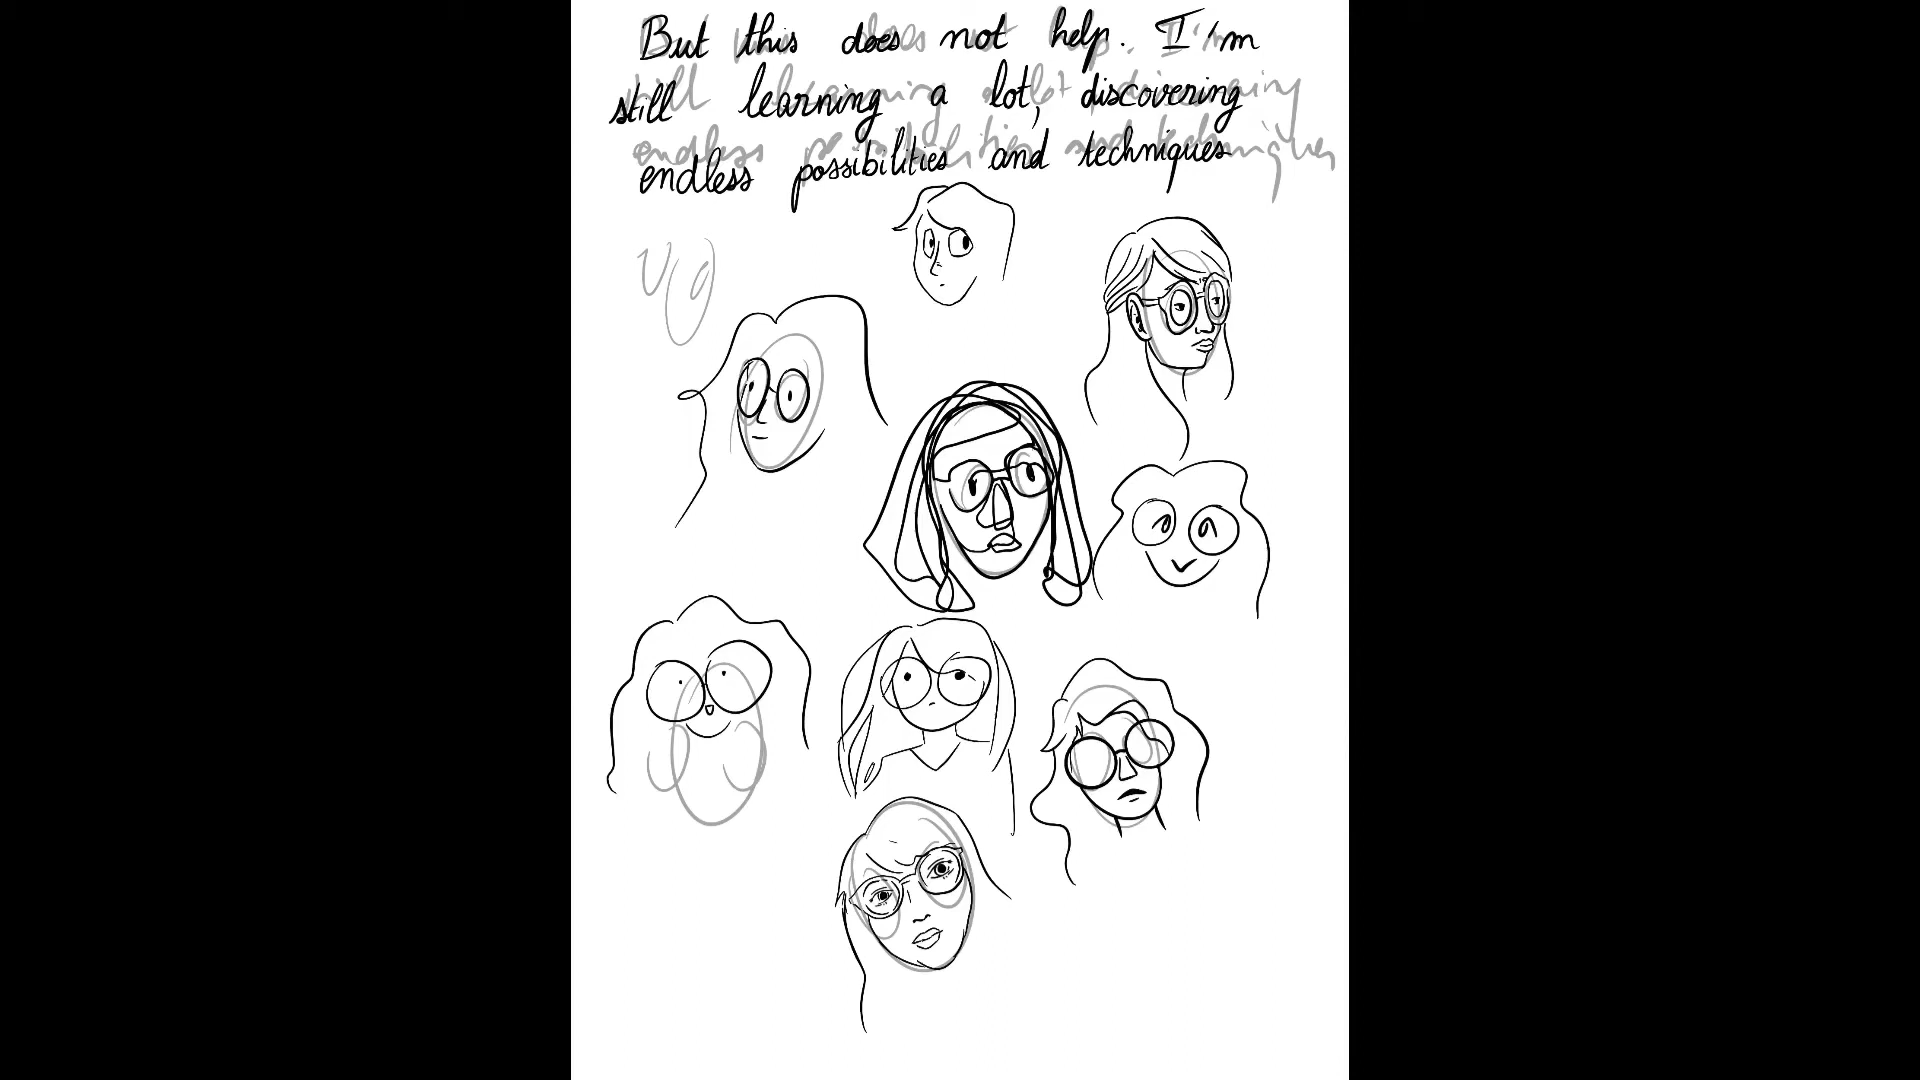 But this does not help. I'm
still learning a lot, discovering
endless possibilities and techniques